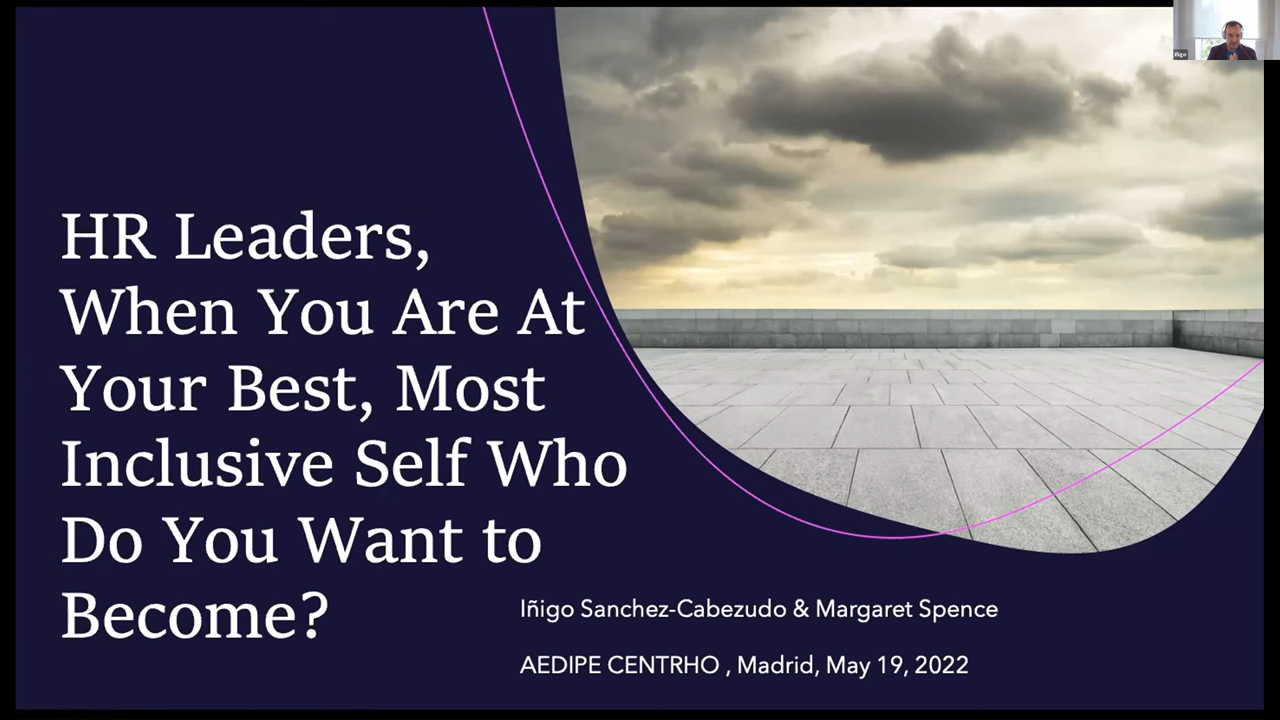 Iñigo
HR Leaders,
When You Are At
Your Best, Most
Inclusive Self Who
Do You Want to
Become?
Iñigo Sanchez-Cabezudo & Margaret Spence
AEDIPE CENTRHO , Madrid, May 19, 2022